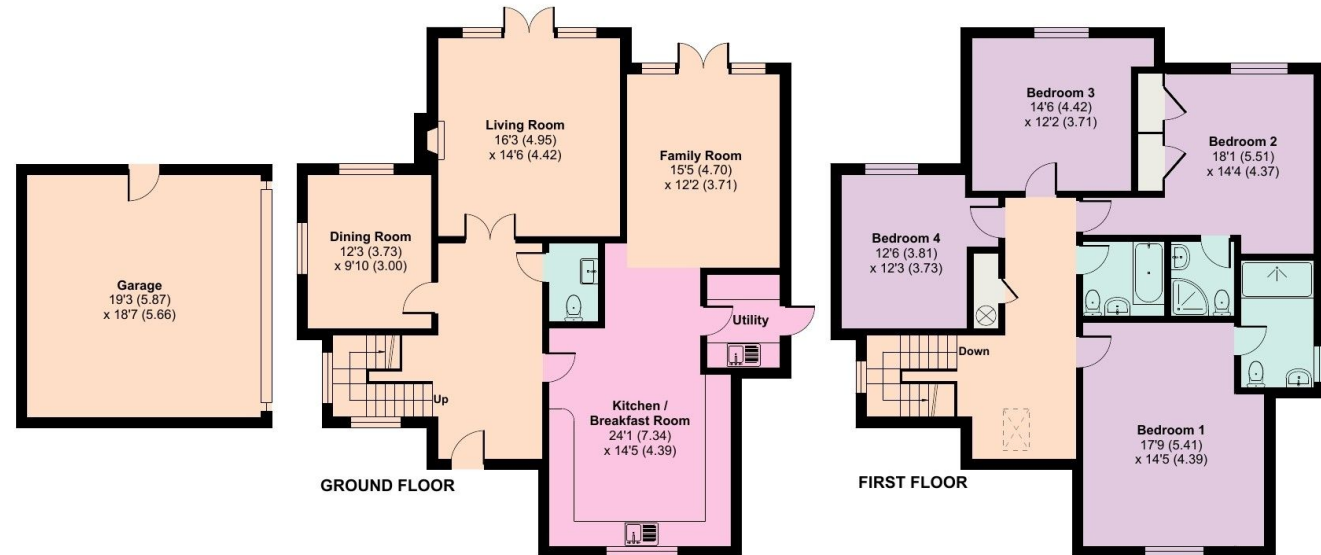 Garage
19'3 (5.87)
x 18'7 (5.66)
Dining Room
12'3 (3.73)
x 9'10 (3.00)
Living Room
16'3 (4.95)
x 14'6 (4.42)
Family Room
15'5 (4.70)
x 12'2 (3.71)
Utility
Up
Kitchen /
Breakfast Room
24'1 (7.34)
x 14'5 (4.39)
GROUND FLOOR
Bedroom 3
14'6 (4.42)
x 12'2 (3.71)
Bedroom 2
18'1 (5.51)
x 14'4 (4.37)
Bedroom 4
12'6 (3.81)
x 12'3 (3.73)
Down
Bedroom 1
17'9 (5.41)
x 14'5 (4.39)
FIRST FLOOR